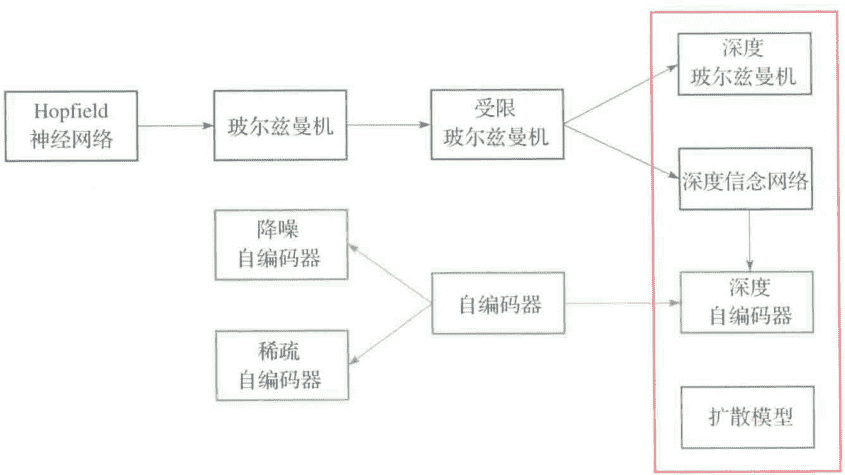 Hopfield
神经网络
玻尔兹曼机
受限
玻尔兹曼机
深度
玻尔兹曼机
深度信念网络
降噪
自编码器
自编码器
稀疏
自编码器
深度
自编码器
扩散模型